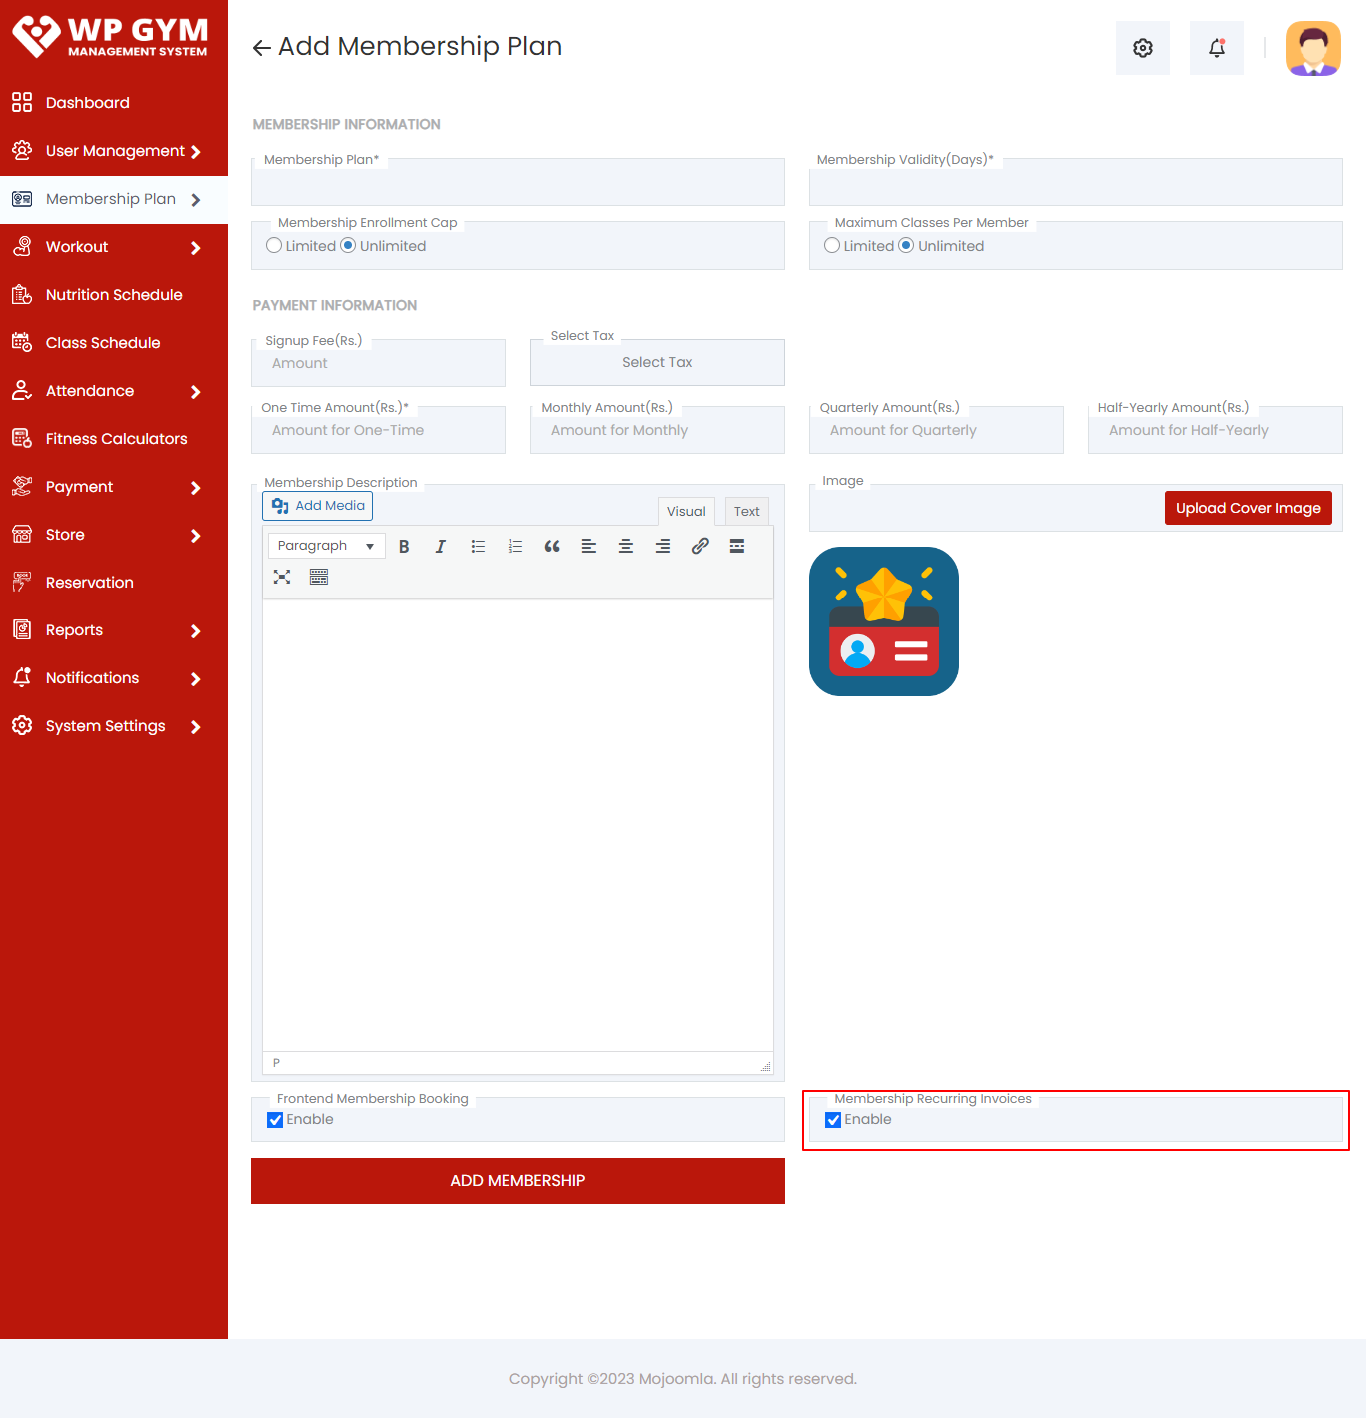 WP GYM
MANAGEMENT SYSTEM
Dashboard
User Management
Membership Plan
Workout
Nutrition Schedule
Class Schedule
Attendance
Fitness Calculators
Payment
Store
Reservation
Reports
Notifications
System Settings
Add Membership Plan
MEMBERSHIP INFORMATION
Membership Plan*
Membership Validity(Days)*
Membership Enrollment Cap
Limited Unlimited
Maximum Classes Per Member
Limited Unlimited
PAYMENT INFORMATION
Signup Fee(Rs.)
Amount
Select Tax
Select Tax
One Time Amount(Rs.)*
Amount for One-Time
Monthly Amount(Rs.)
Amount for Monthly
Quarterly Amount(Rs.)
Amount for Quarterly
Half-Yearly Amount(Rs.)
Amount for Half-Yearly
Membership Description
Add Media
Visual Text
Paragraph
P
Image
Upload Cover Image
Frontend Membership Booking
Enable
Membership Recurring Invoices
Enable
ADD MEMBERSHIP
Copyright ©2023 Mojoomla. All rights reserved.